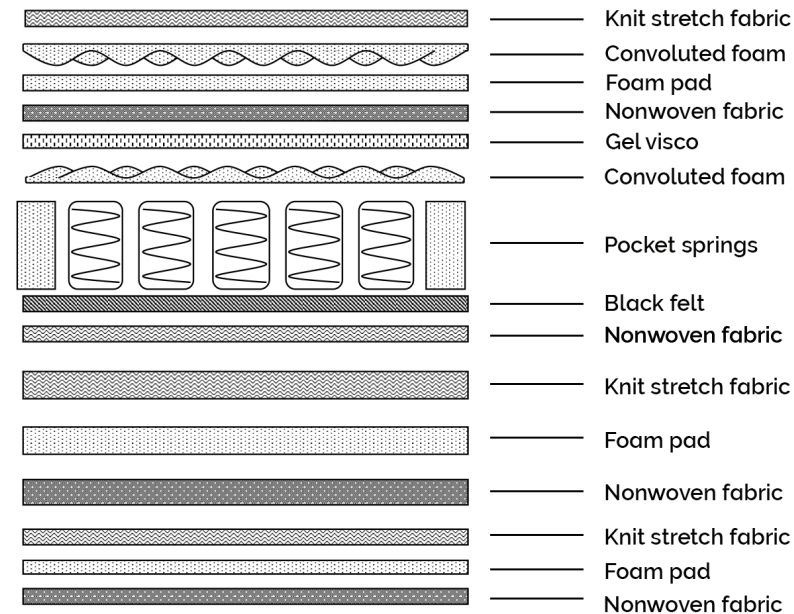 Knit stretch fabric
Convoluted foam
Foam pad
Nonwoven fabric
Gel visco
Convoluted foam
Pocket springs
Black felt
Nonwoven fabric
Knit stretch fabric
Foam pad
Nonwoven fabric
Knit stretch fabric
Foam pad
Nonwoven fabric